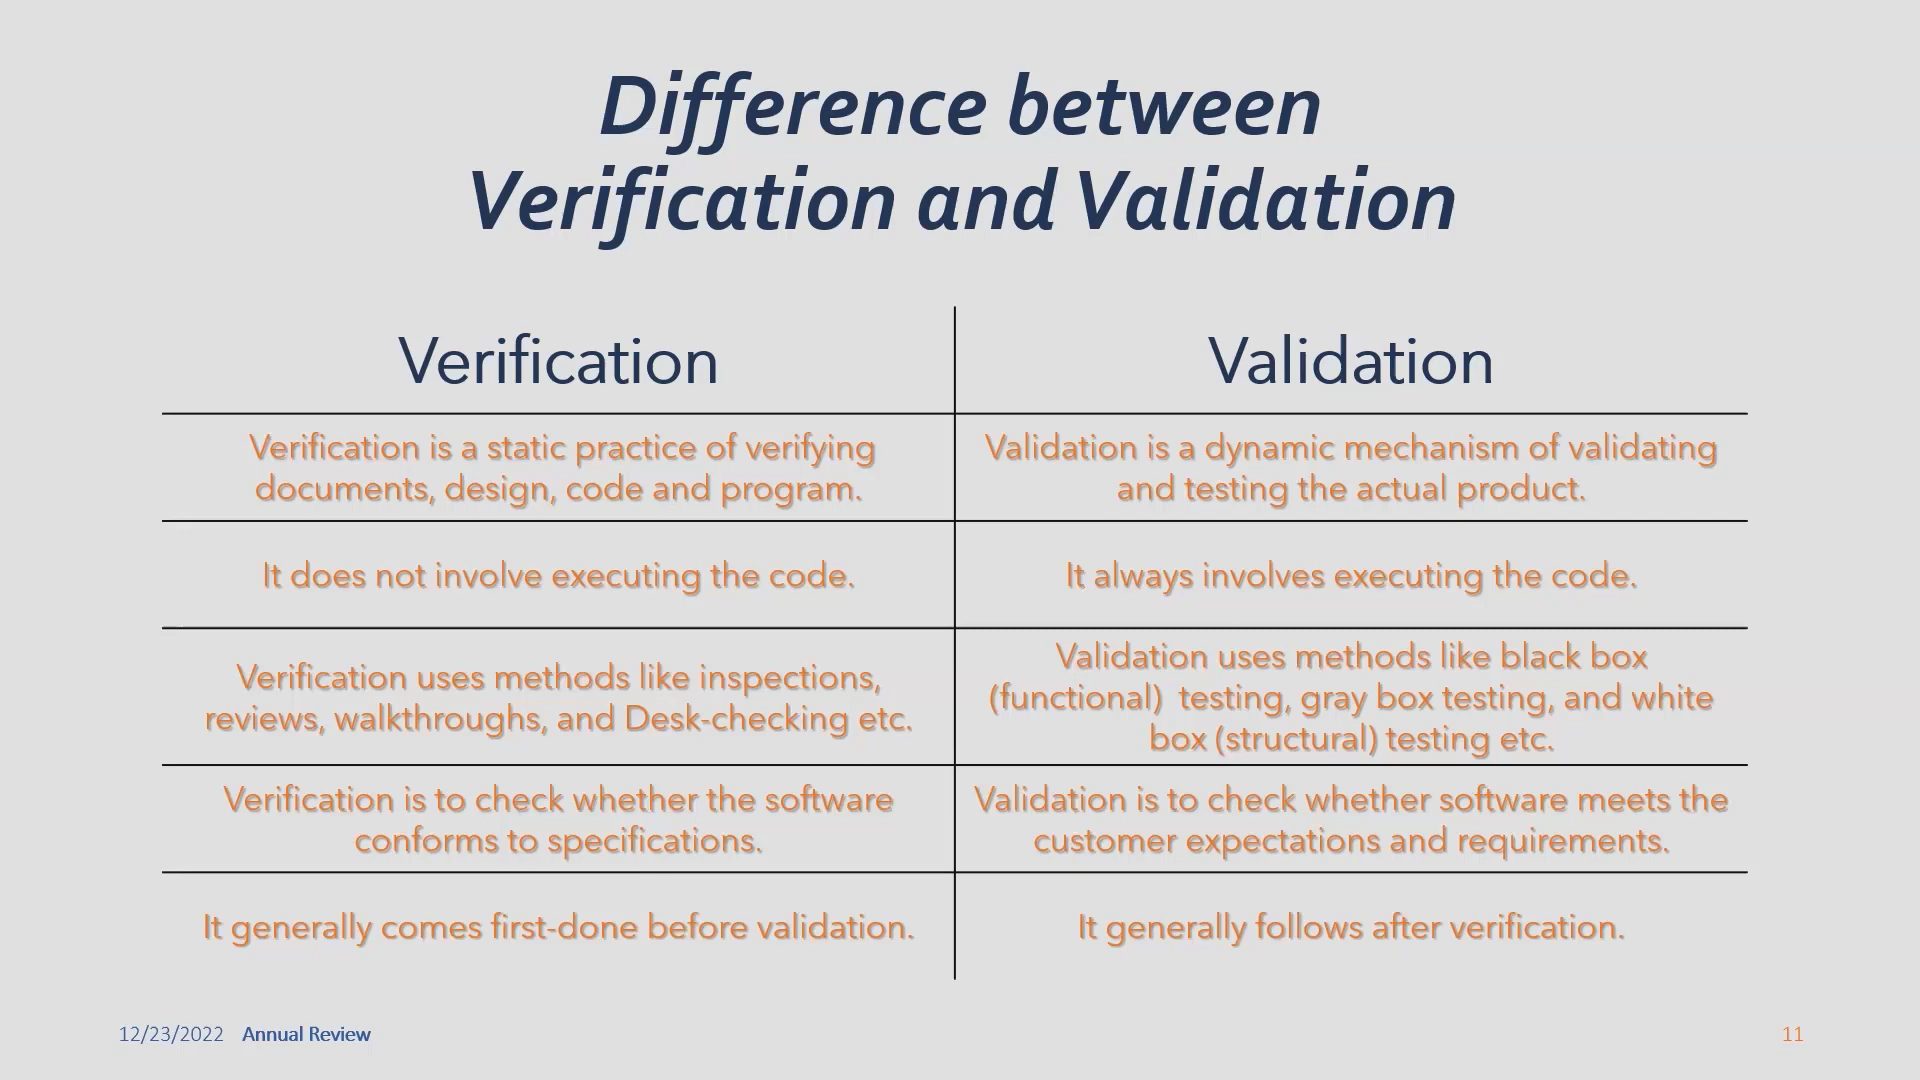 Difference between
Verification and Validation
Verification
Validation
Verification is a static practice of verifying
documents, design, code and program.
Validation is a dynamic mechanism of validating
and testing the actual product.
It does not involve executing the code.
It always involves executing the code.
Verification uses methods like inspections,
reviews, walkthroughs, and Desk-checking etc.
Validation uses methods like black box
(functional)  testing, gray box testing, and white
box (structural) testing etc.
Verification is to check whether the software
conforms to specifications.
Validation is to check whether software meets the
customer expectations and requirements.
It generally comes first-done before validation.
It generally follows after verification.
12/23/2022 Annual Review
11